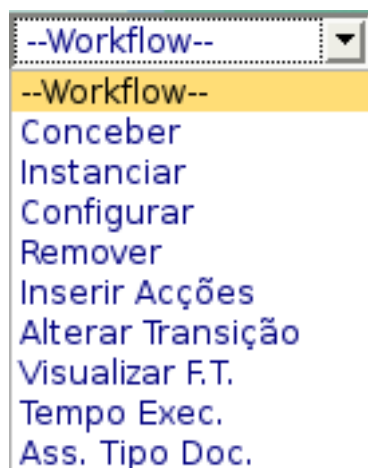 --Workflow--
--Workflow--
Conceber
Instanciar
Configurar
Remover
Inserir Acções
Alterar Transição
Visualizar F.T.
Tempo Exec.
Ass. Tipo Doc.